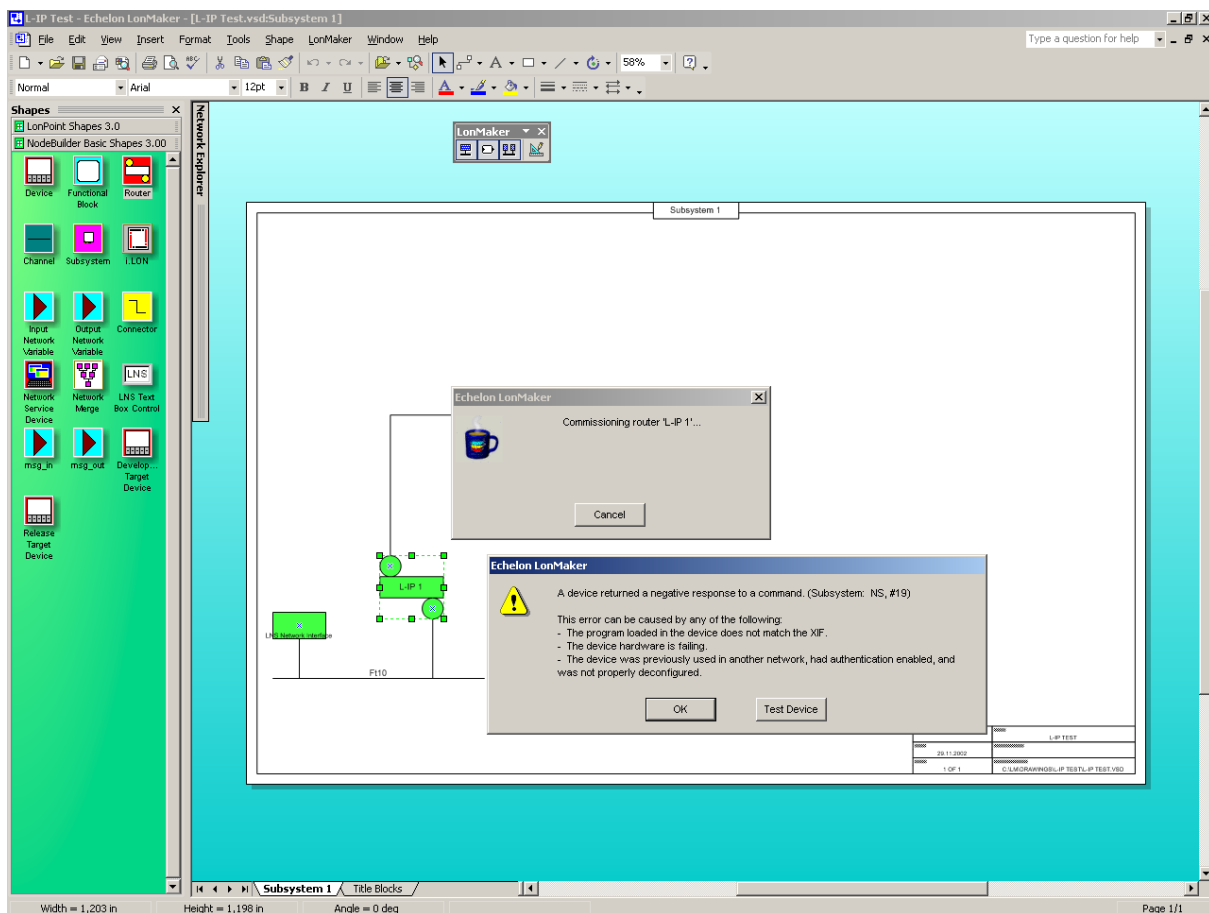 L-IP Test - Echelon LonMaker - [L-IP Test.vsd:Subsystem 1]
File Edit View Insert Format Tools Shape LonMaker Window Help
Type a question for help
58%
Normal Arial 12pt B I U
Shapes
LonPoint Shapes 3.0
NodeBuilder Basic Shapes 3.00
Device Functional Block Router
Channel Subsystem i.LON
Input Network Variable
Output Network Variable
Connector
Network Service Device
Network Merge
LNS
LNS Text Box Control
msg_in msg_out
Develop... Target Device
Release Target Device
Network Explorer
LonMaker
Subsystem 1
Echelon LonMaker
Commissioning router 'L-IP 1'...
Cancel
L-IP 1
LNS Network Interface
Ft10
Echelon LonMaker
A device returned a negative response to a command. (Subsystem: NS, #19)
This error can be caused by any of the following:
- The program loaded in the device does not match the XIF.
- The device hardware is failing.
- The device was previously used in another network, had authentication enabled, and
was not properly deconfigured.
OK Test Device
L-IP TEST
29.11.2002
1 OF 1 C:\LM\DRAWINGS\L-IP TEST\L-IP TEST.VSD
Subsystem 1 Title Blocks
Width = 1,203 in Height = 1,198 in Angle = 0 deg Page 1/1